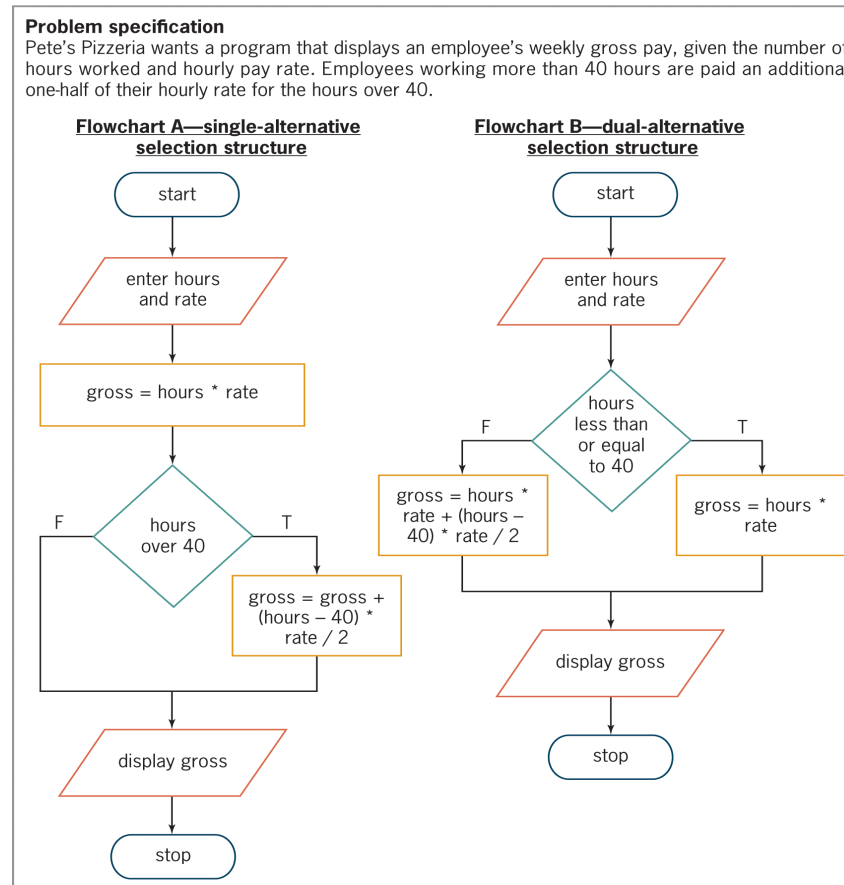 Problem specification
Pete's Pizzeria wants a program that displays an employee's weekly gross pay, given the number of
hours worked and hourly pay rate. Employees working more than 40 hours are paid an additiona
one-half of their hourly rate for the hours over 40.
Flowchart A—single-alternative
selection structure
start
enter hours
and rate
gross = hours * rate
hours
over 40
F
T
gross = gross +
(hours – 40) *
rate / 2
display gross
stop
Flowchart B—dual-alternative
selection structure
start
enter hours
and rate
hours
less than
or equal
to 40
F
T
gross = hours *
rate + (hours –
40) * rate / 2
gross = hours *
rate
display gross
stop